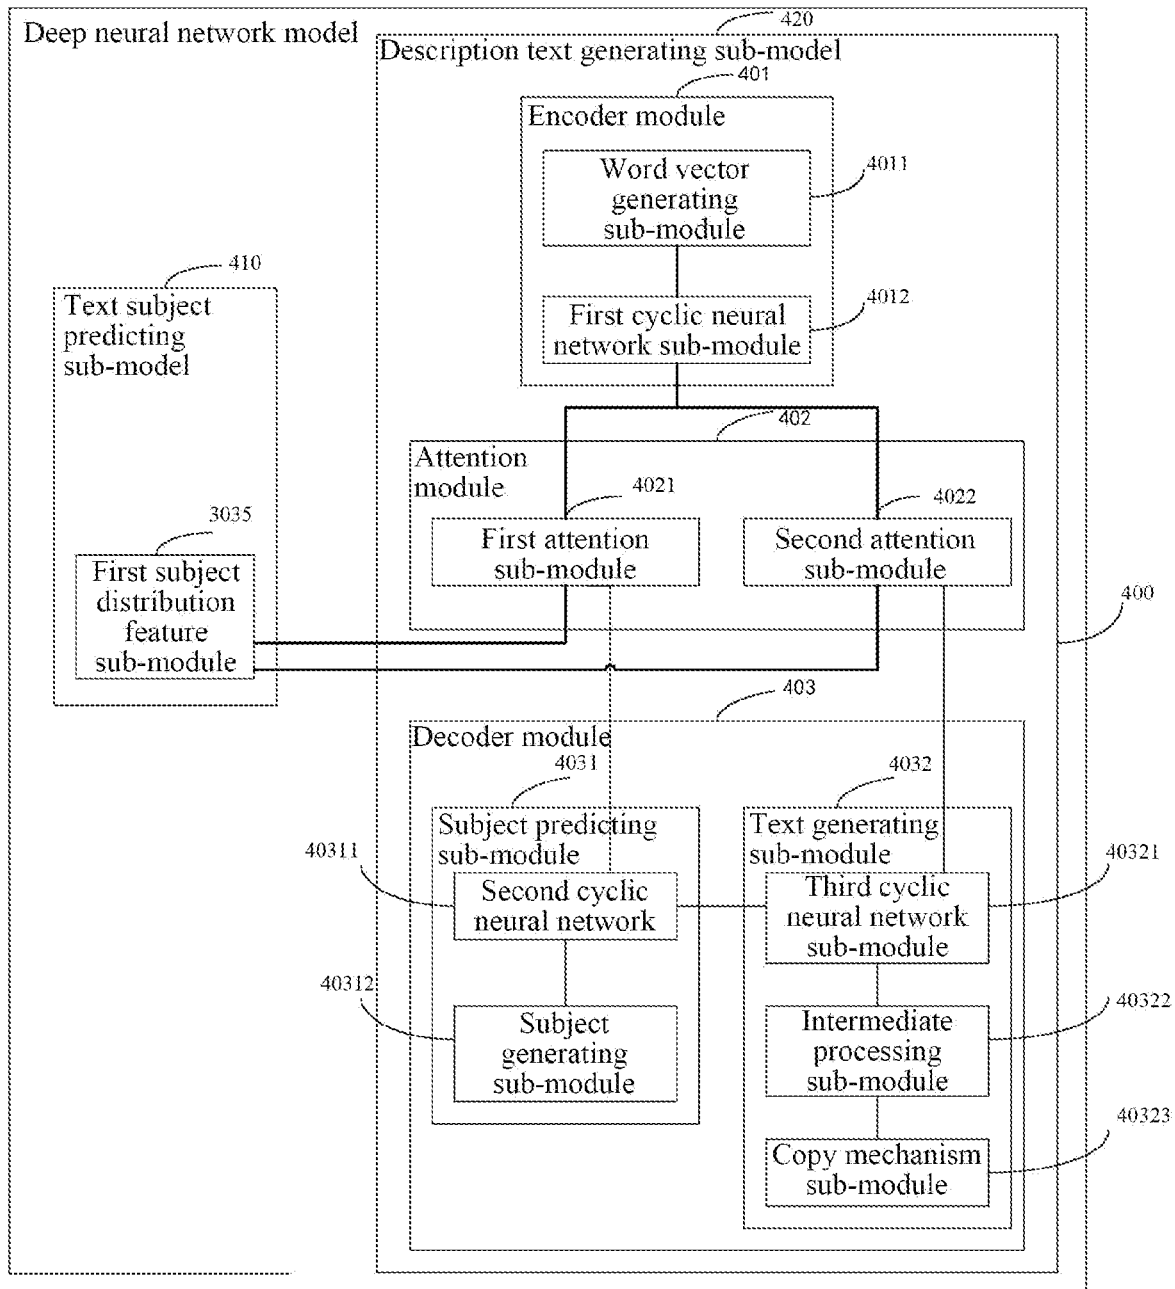 Deep neural network model
420
Description text generating sub-model
401
Encoder module
Word vector
generating
sub-module
4011
First cyclic neural
network sub-module
4012
410
Text subject
predicting
sub-model
402
Attention
module
4021
4022
First attention
sub-module
Second attention
sub-module
3035
First subject
distribution
feature
sub-module
400
403
Decoder module
4031
4032
Subject predicting
sub-module
Text generating
sub-module
40311
Second cyclic
neural network
Third cyclic
neural network
sub-module
40321
40312
Subject
generating
sub-module
Intermediate
processing
sub-module
40322
Copy mechanism
sub-module
40323